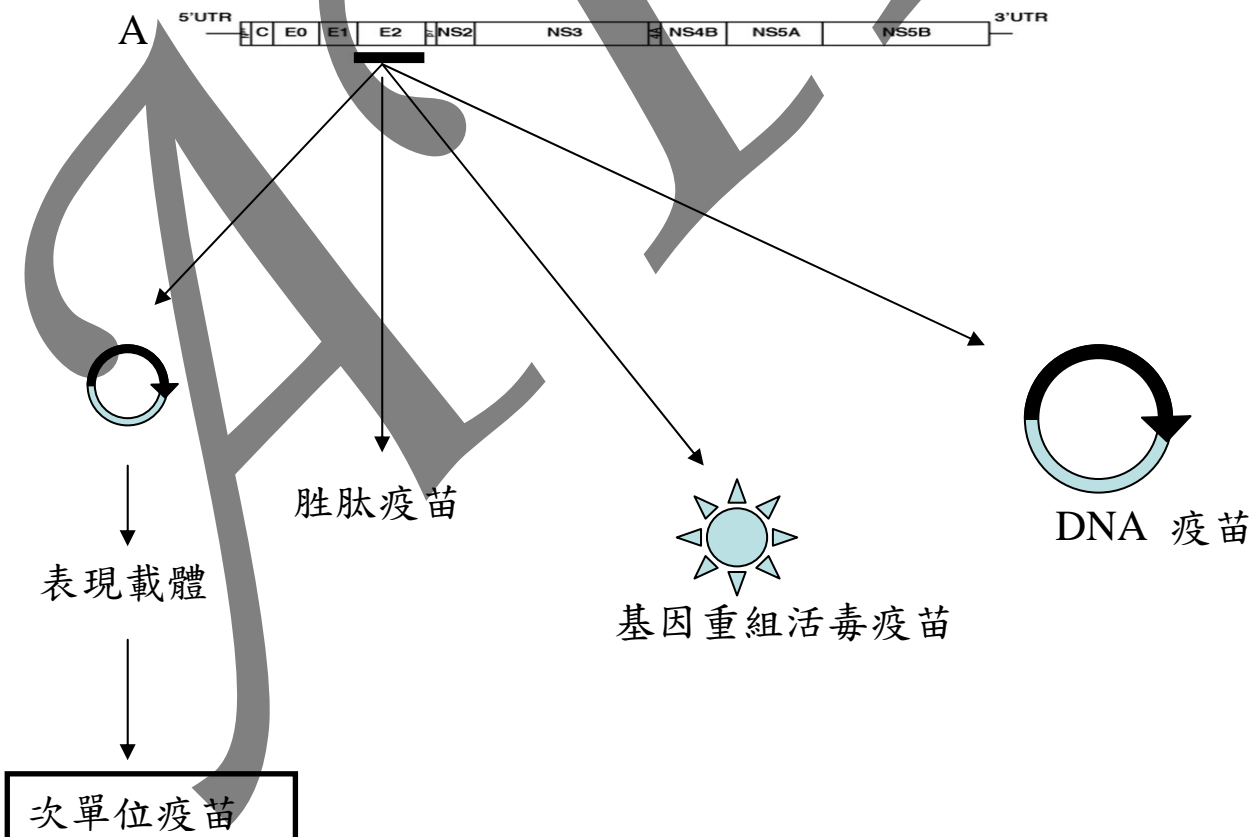 A
5'UTR
3'UTR
C E0 E1 E2 NS2 NS3 4A NS4B NS5A NS5B
胜肽疫苗
DNA 疫苗
表現載體
基因重組活毒疫苗
次單位疫苗